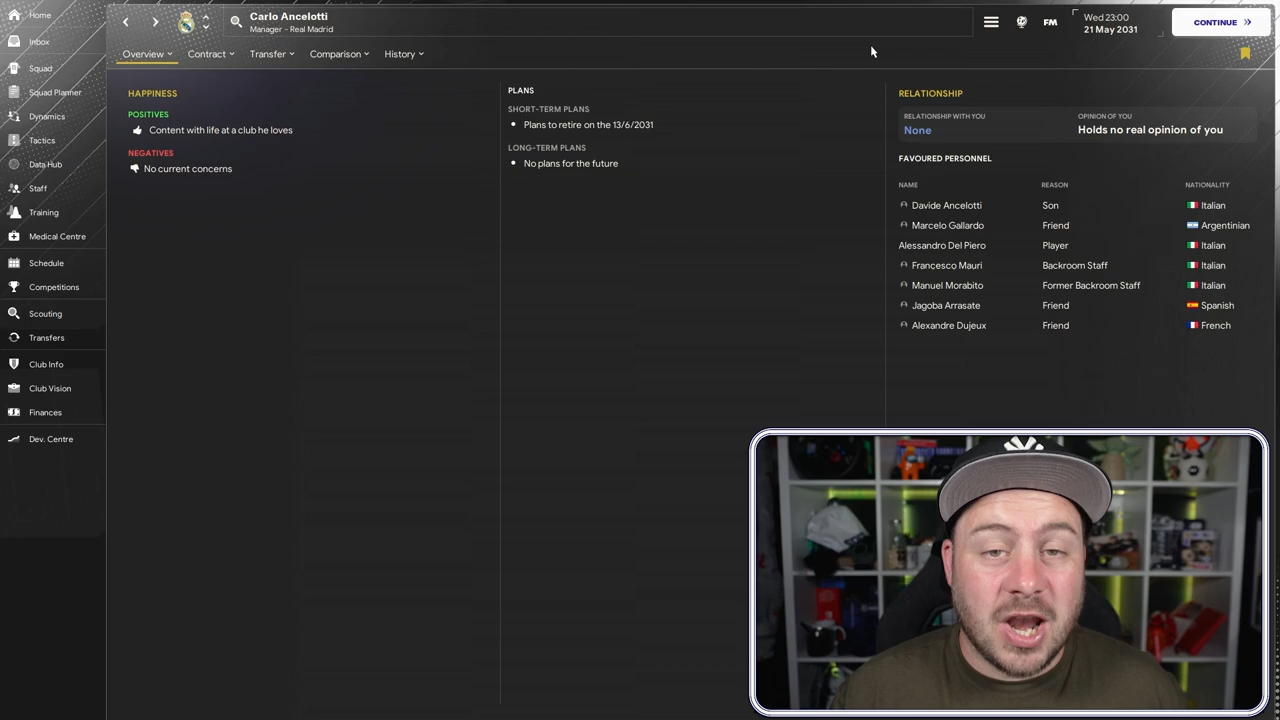 Home
Inbox
Squad
Squad Planner
Dynamics
Tactics
Data Hub
Staff
Training
Medical Centre
Schedule
Competitions
Scouting
Transfers
Club Info
Club Vision
Finances
Dev. Centre
Carlo Ancelotti
Manager - Real Madrid
FM
Wed 23:00
21 May 2031
CONTINUE
Overview
Contract
Transfer
Comparison
History
HAPPINESS
POSITIVES
Content with life at a club he loves
NEGATIVES
No current concerns
PLANS
SHORT-TERM PLANS
Plans to retire on the 13/6/2031
LONG-TERM PLANS
No plans for the future
RELATIONSHIP
RELATIONSHIP WITH YOU OPINION OF YOU
None Holds no real opinion of you
FAVOURED PERSONNEL
NAME REASON NATIONALITY
Davide Ancelotti Son Italian
Marcelo Gallardo Friend Argentinian
Alessandro Del Piero Player Italian
Francesco Mauri Backroom Staff Italian
Manuel Morabito Former Backroom Staff Italian
Jagoba Arrasate Friend Spanish
Alexandre Dujeux Friend French